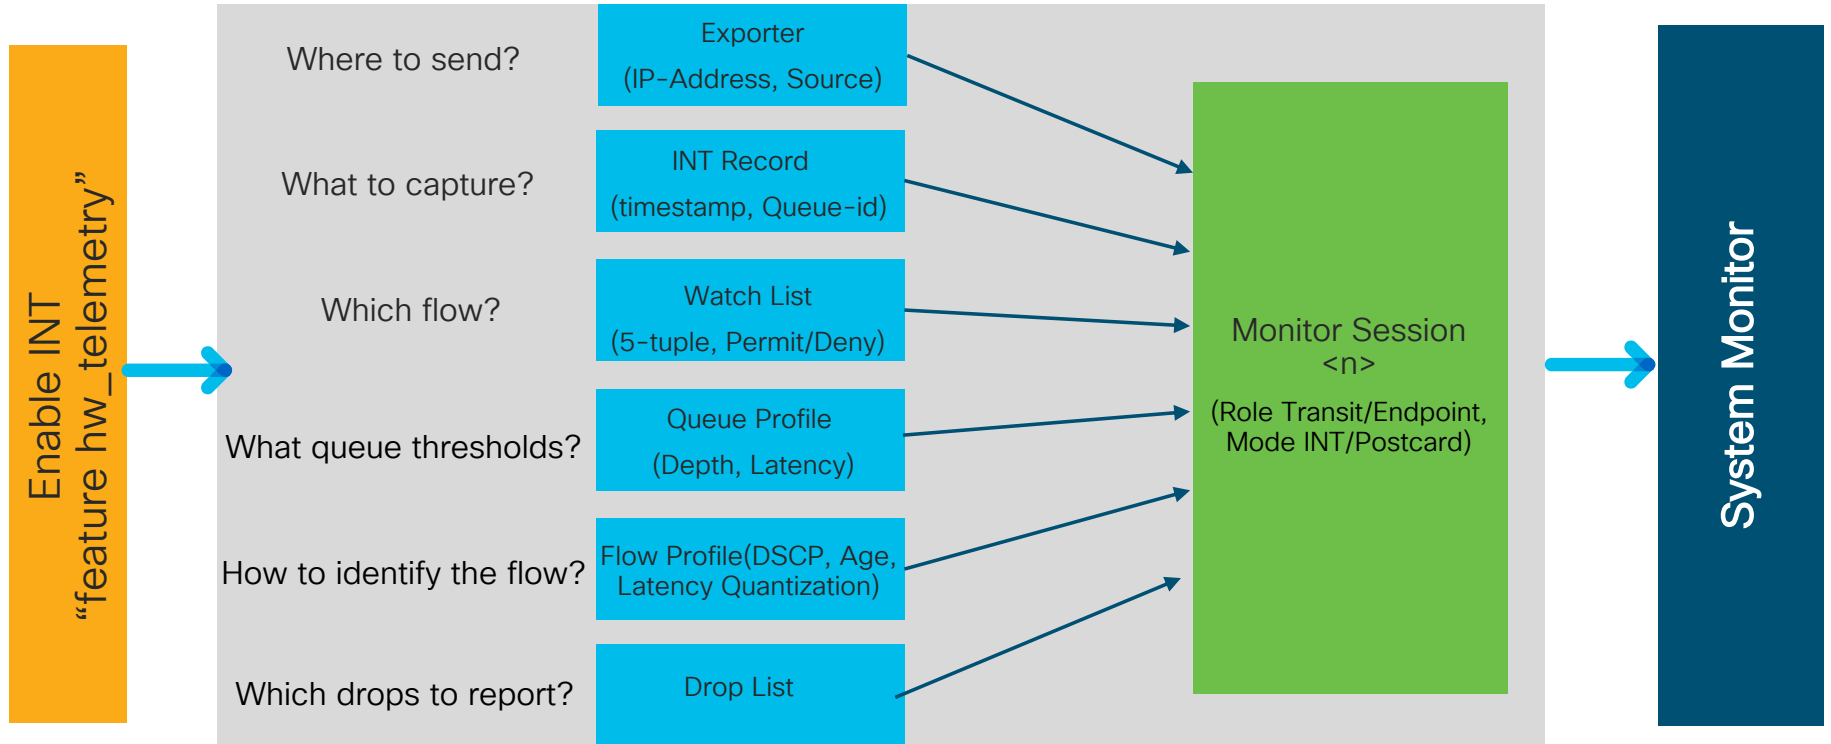 Enable INT
“feature hw_telemetry”
Where to send?
Exporter
(IP-Address, Source)
What to capture?
INT Record
(timestamp, Queue-id)
Which flow?
Watch List
(5-tuple, Permit/Deny)
What queue thresholds?
Queue Profile
(Depth, Latency)
How to identify the flow?
Flow Profile(DSCP, Age,
Latency Quantization)
Which drops to report?
Drop List
Monitor Session
<n>
(Role Transit/Endpoint,
Mode INT/Postcard)
System Monitor